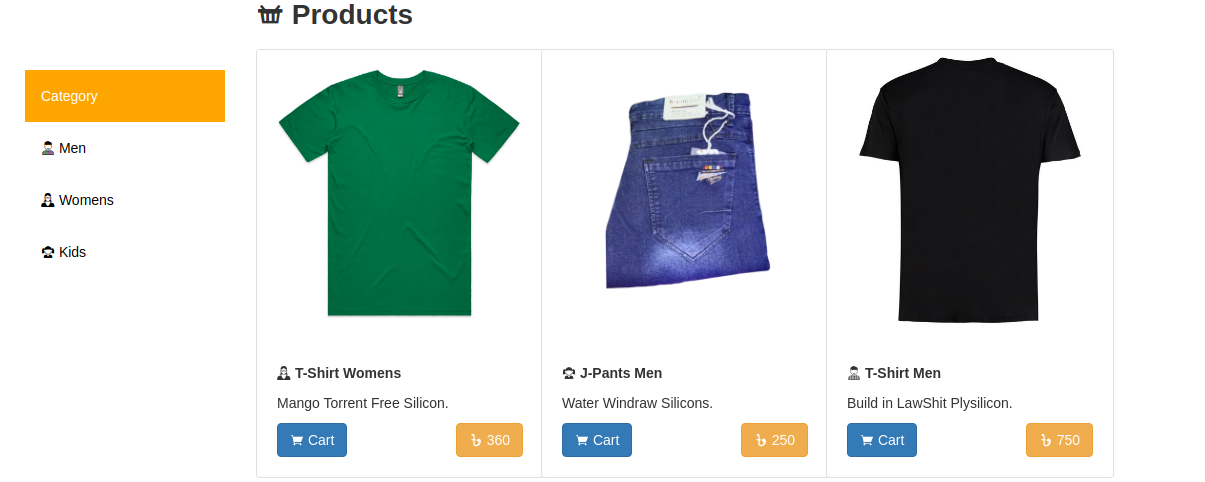 Products
Category
Men
Womens
Kids
T-Shirt Womens
Mango Torrent Free Silicon.
Cart
৳ 360
J-Pants Men
Water Windraw Silicons.
Cart
৳ 250
T-Shirt Men
Build in LawShit Plysilicon.
Cart
৳ 750